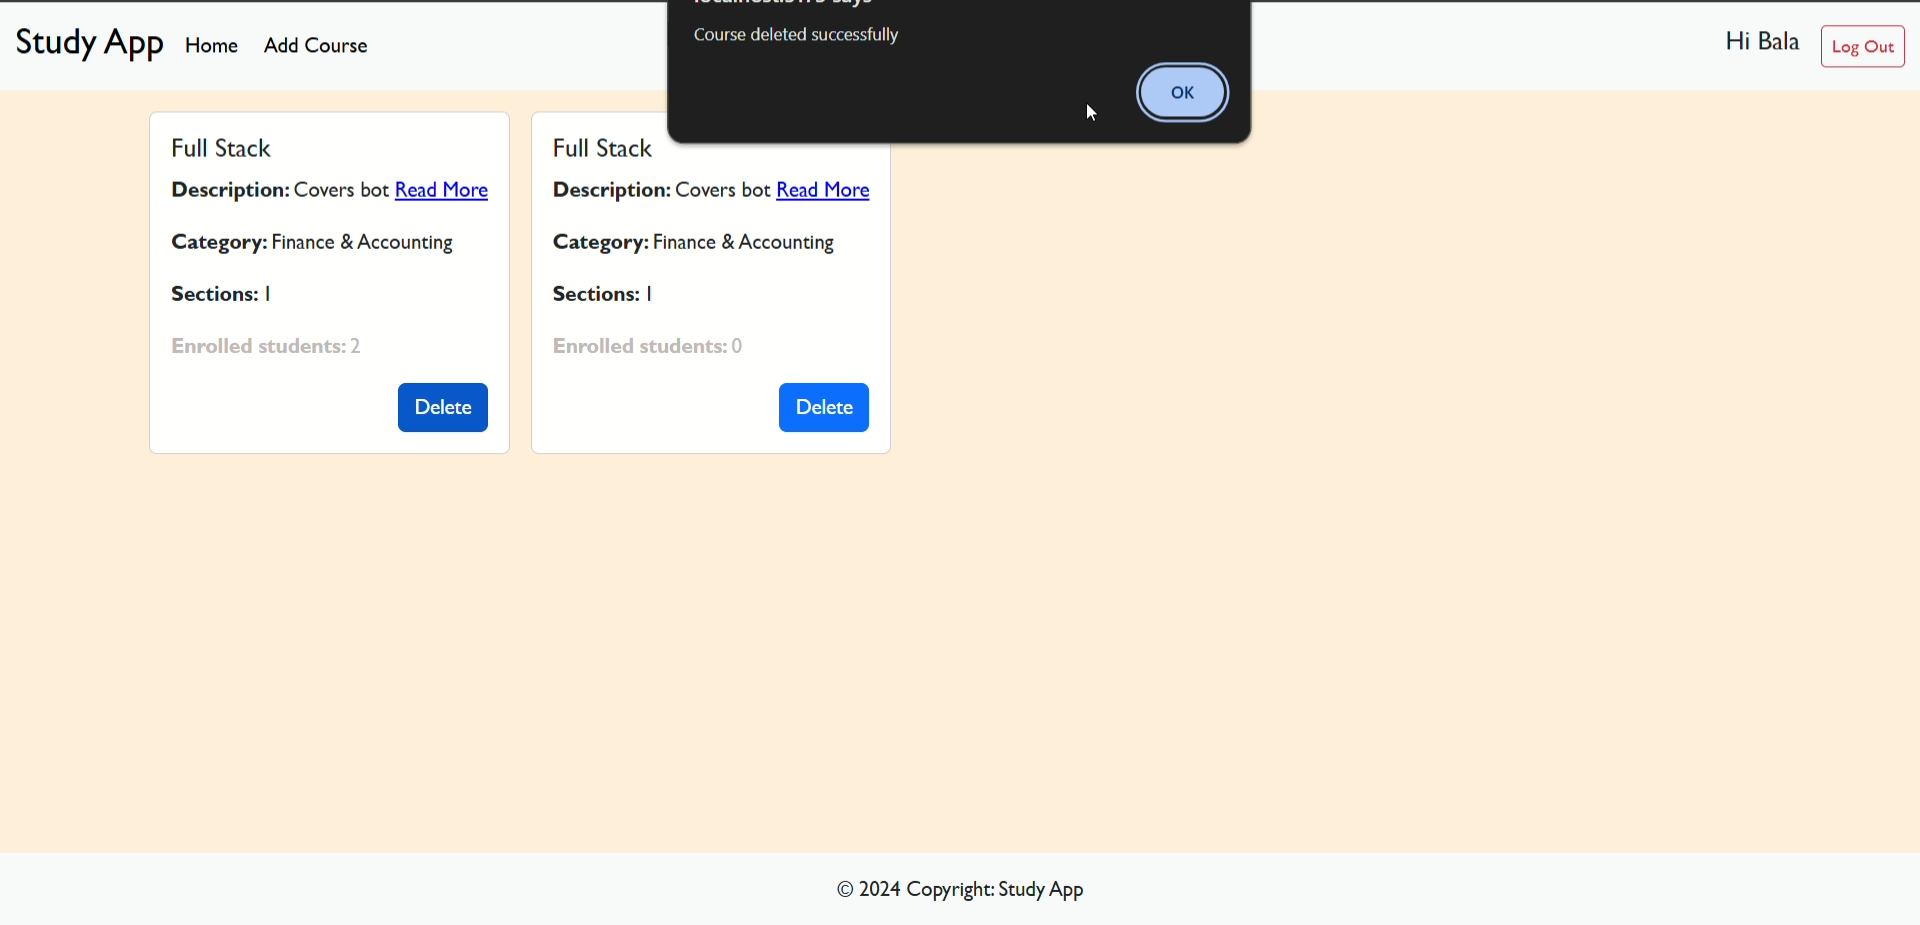 says
Course deleted successfully
OK
Study App Home Add Course
Hi Bala Log Out
Full Stack
Description: Covers bot Read More
Category: Finance & Accounting
Sections: 1
Enrolled students: 2
Delete
Full Stack
Description: Covers bot Read More
Category: Finance & Accounting
Sections: 1
Enrolled students: 0
Delete
© 2024 Copyright: Study App